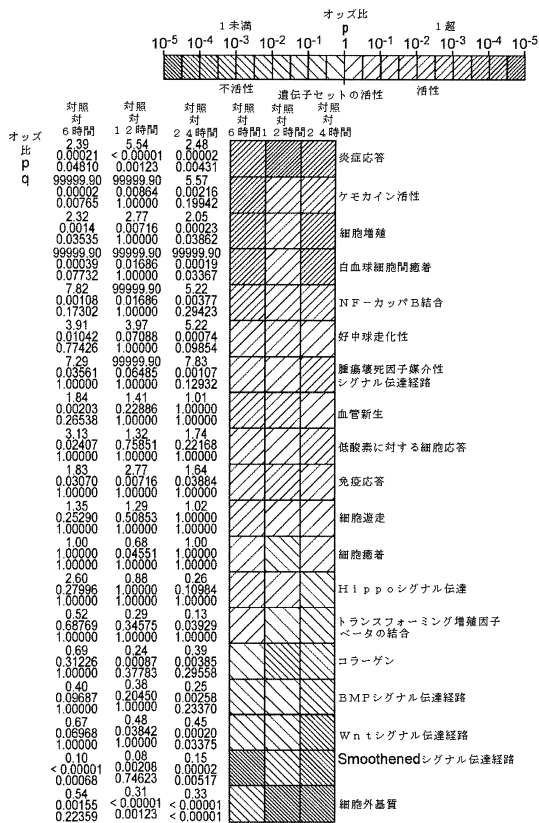 オッズ比
1未満 p 1超
10-5 10-4 10-3 10-2 10-1 1 10-1 10-2 10-3 10-4 10-5
不活性 遺伝子セットの活性 活性
対照 対照 対照
対 対 対
6時間 12時間 24時間 6時間 12時間 24時間
オッズ
比
p
q
2.39 5.54 2.48
0.00021 <0.00001 0.00002 炎症応答
0.04810 0.00123 0.00431
99999.90 99999.90 5.57
0.00002 0.00864 0.00216 ケモカイン活性
0.00765 1.00000 0.19942
2.32 2.77 2.05
0.0014 0.00716 0.00023 細胞増殖
0.03535 1.00000 0.03862
99999.90 99999.90 99999.90
0.00039 0.01686 0.00019 白血球細胞間癒着
0.07732 1.00000 0.03367
7.82 99999.90 5.22
0.00108 0.01686 0.00377 NF-カッパB結合
0.17302 1.00000 0.29423
3.91 3.97 5.22
0.01042 0.07088 0.00074 好中球走化性
0.77426 1.00000 0.09854
7.29 99999.90 7.83
0.03561 0.06485 0.00107 腫瘍壊死因子媒介性
1.00000 1.00000 0.12932 シグナル伝達経路
1.84 1.41 1.01
0.00203 0.22886 1.00000 血管新生
0.26538 1.00000 1.00000
3.13 1.32 1.74
0.02407 0.75851 0.22168 低酸素に対する細胞応答
1.00000 1.00000 1.00000
1.83 2.77 1.64
0.03070 0.00716 0.03884 免疫応答
1.00000 1.00000 1.00000
1.35 1.29 1.02
0.25290 0.50853 1.00000 細胞遊走
1.00000 1.00000 1.00000
1.00 0.68 1.00
1.00000 0.04551 1.00000 細胞癒着
1.00000 1.00000 1.00000
2.60 0.88 0.26
0.27996 1.00000 0.10984 Hippoシグナル伝達
1.00000 1.00000 1.00000
0.52 0.29 0.13
0.68769 0.34575 0.03929 トランスフォーミング増殖因子
1.00000 1.00000 1.00000 ベータの結合
0.69 0.24 0.39
0.31226 0.00087 0.00385 コラーゲン
1.00000 0.37783 0.29558
0.40 0.38 0.25
0.09687 0.20450 0.00258 BMPシグナル伝達経路
1.00000 1.00000 0.23370
0.67 0.48 0.45
0.06968 0.03842 0.00020 Wntシグナル伝達経路
1.00000 1.00000 0.03375
0.10 0.08 0.15
<0.00001 0.00208 0.00002 Smoothenedシグナル伝達経路
0.00068 0.74623 0.00517
0.54 0.31 0.33
0.00155 <0.00001 <0.00001 細胞外基質
0.22359 0.00123 <0.00001